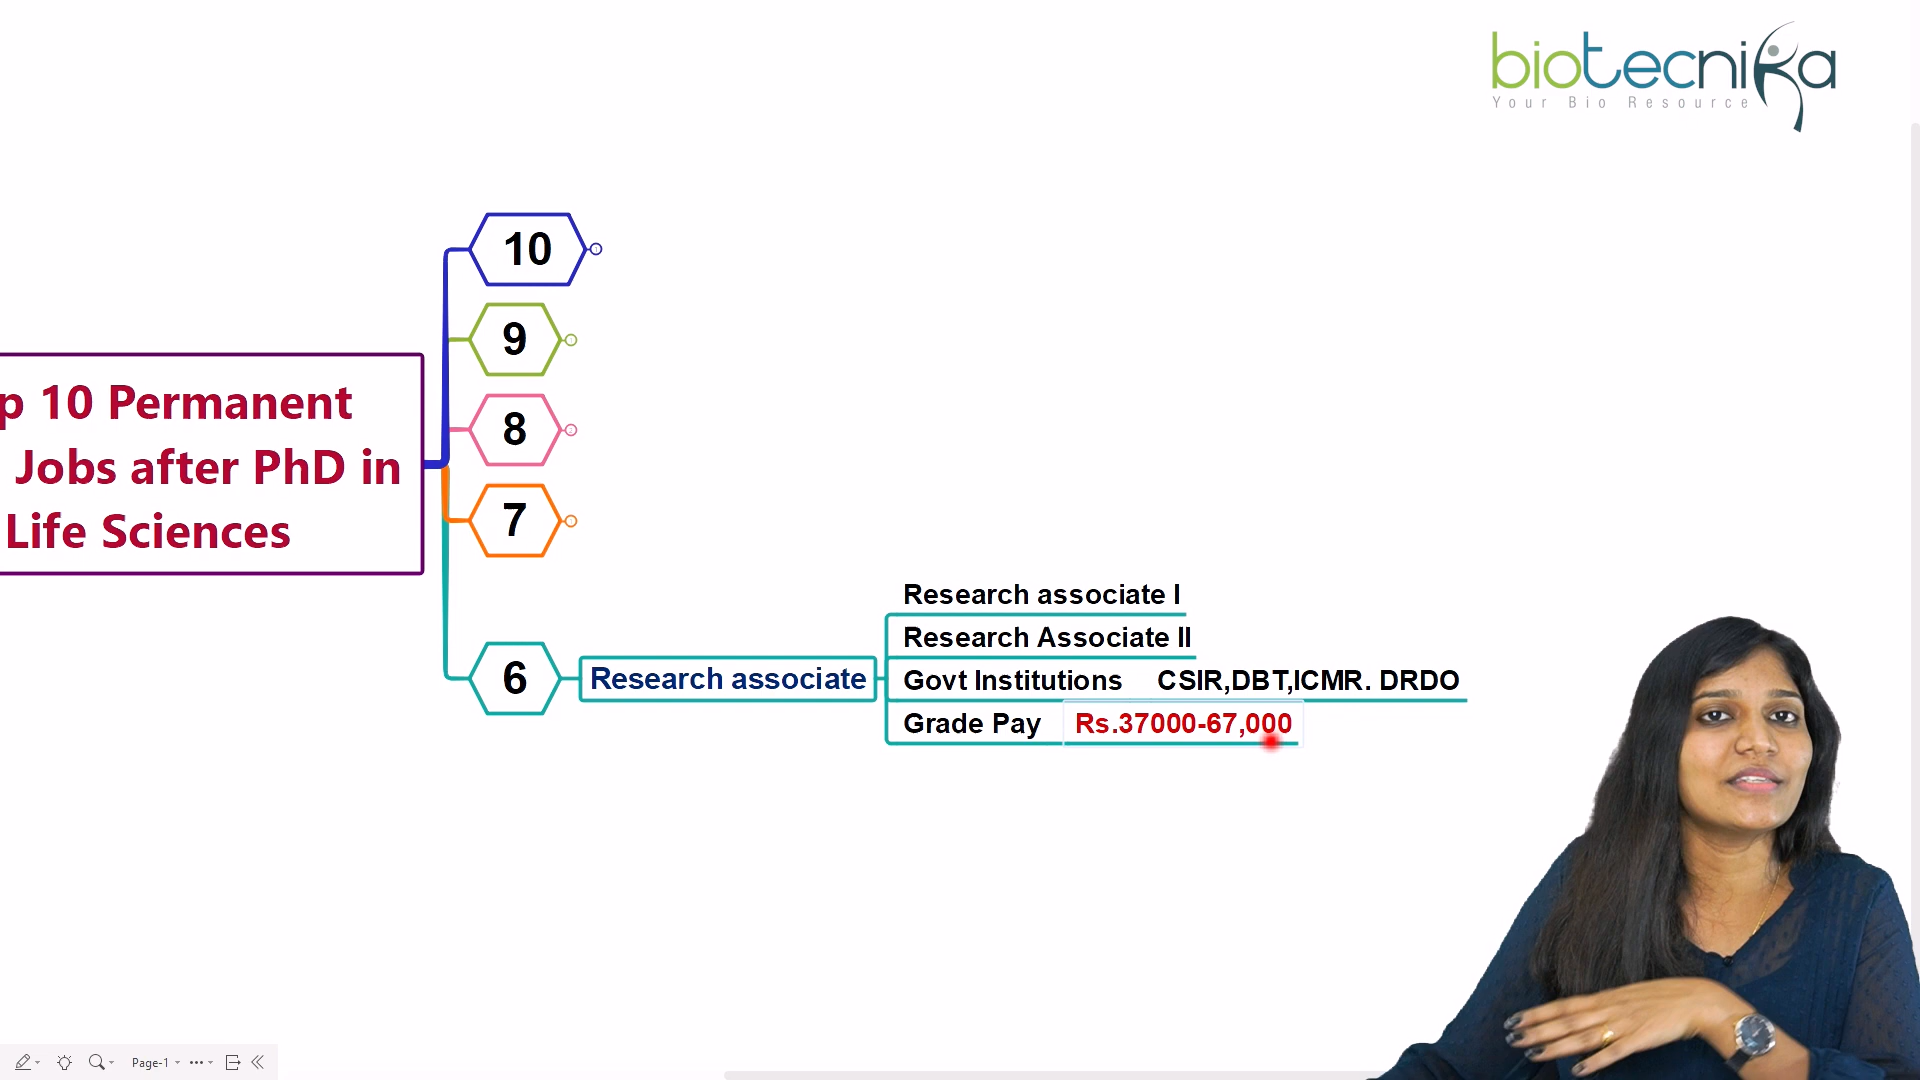 biotecnika
Your Bio Resource
10
9
8
7
p 10 Permanent
Jobs after PhD in
Life Sciences
6
Research associate
Research associate I
Research Associate II
Govt Institutions CSIR,DBT,ICMR. DRDO
Grade Pay Rs.37000-67,000
Page-1